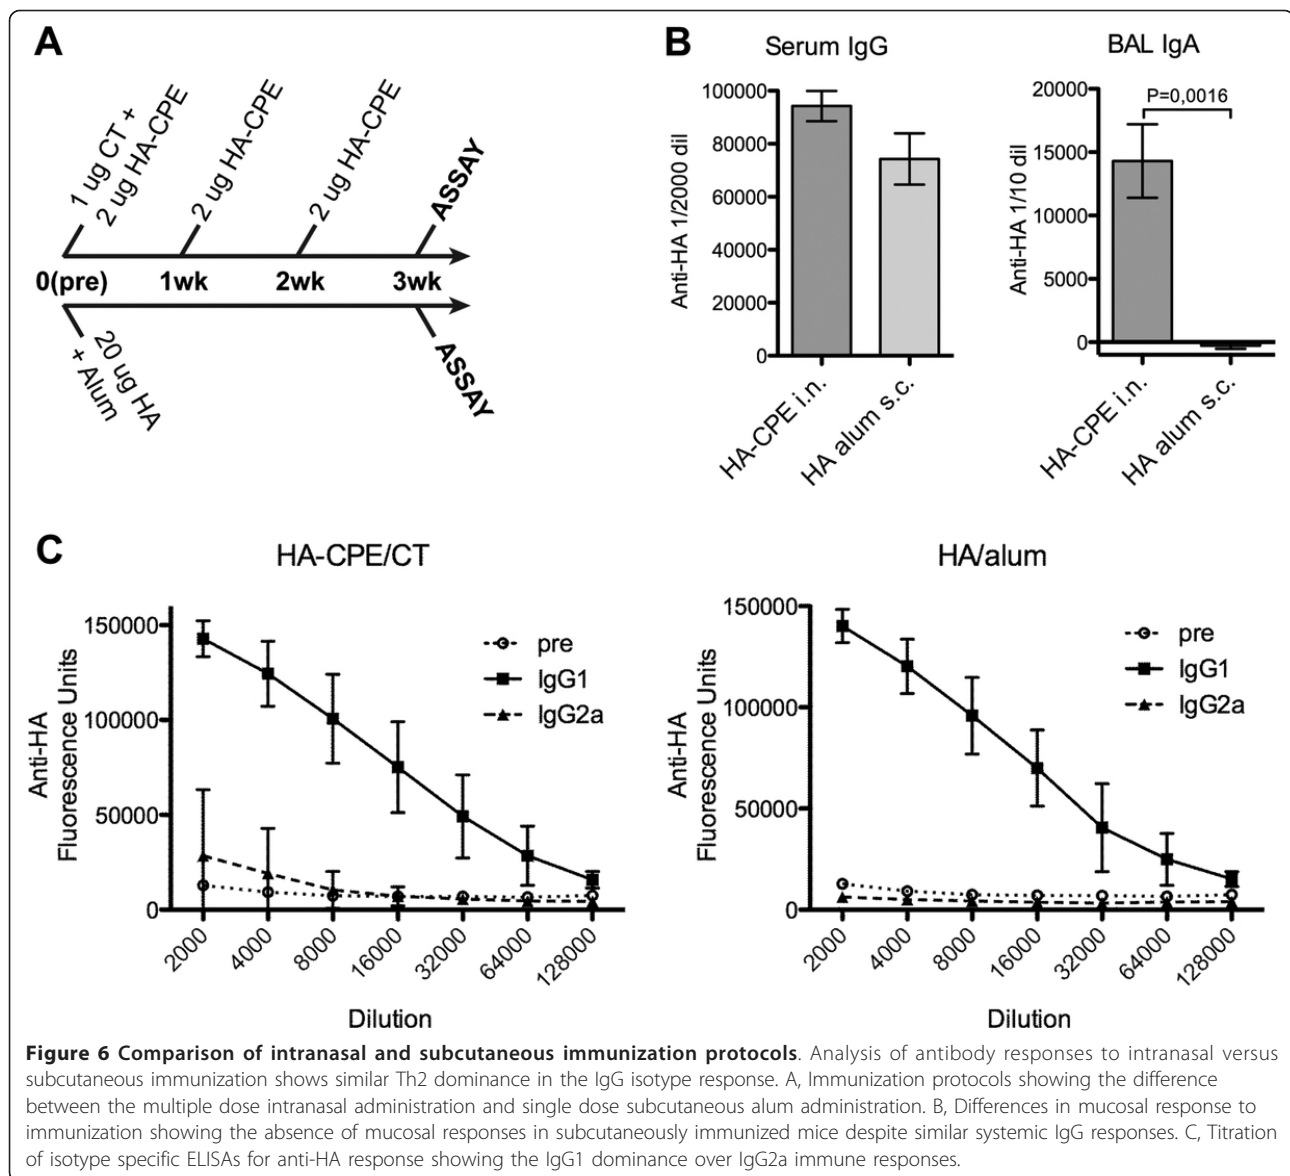 A
1 ug CT +
2 ug HA-CPE
2 ug HA-CPE
2 ug HA-CPE
ASSAY
0(pre) 1wk 2wk 3wk
20 ug HA
+ Alum
ASSAY
B
Serum IgG
Anti-HA 1/2000 dil
100000
80000
60000
40000
20000
0
HA-CPE i.n.
HA alum s.c.
BAL IgA
Anti-HA 1/10 dil
20000
15000
10000
5000
0
P=0,0016
HA-CPE i.n.
HA alum s.c.
C
HA-CPE/CT
Anti-HA
Fluorescence Units
150000
100000
50000
0
pre
IgG1
IgG2a
2000 4000 8000 16000 32000 64000 128000
Dilution
HA/alum
Anti-HA
Fluorescence Units
150000
100000
50000
0
pre
IgG1
IgG2a
2000 4000 8000 16000 32000 64000 128000
Dilution
Figure 6 Comparison of intranasal and subcutaneous immunization protocols. Analysis of antibody responses to intranasal versus
subcutaneous immunization shows similar Th2 dominance in the IgG isotype response. A, Immunization protocols showing the difference
between the multiple dose intranasal administration and single dose subcutaneous alum administration. B, Differences in mucosal response to
immunization showing the absence of mucosal responses in subcutaneously immunized mice despite similar systemic IgG responses. C, Titration
of isotype specific ELISAs for anti-HA response showing the IgG1 dominance over IgG2a immune responses.